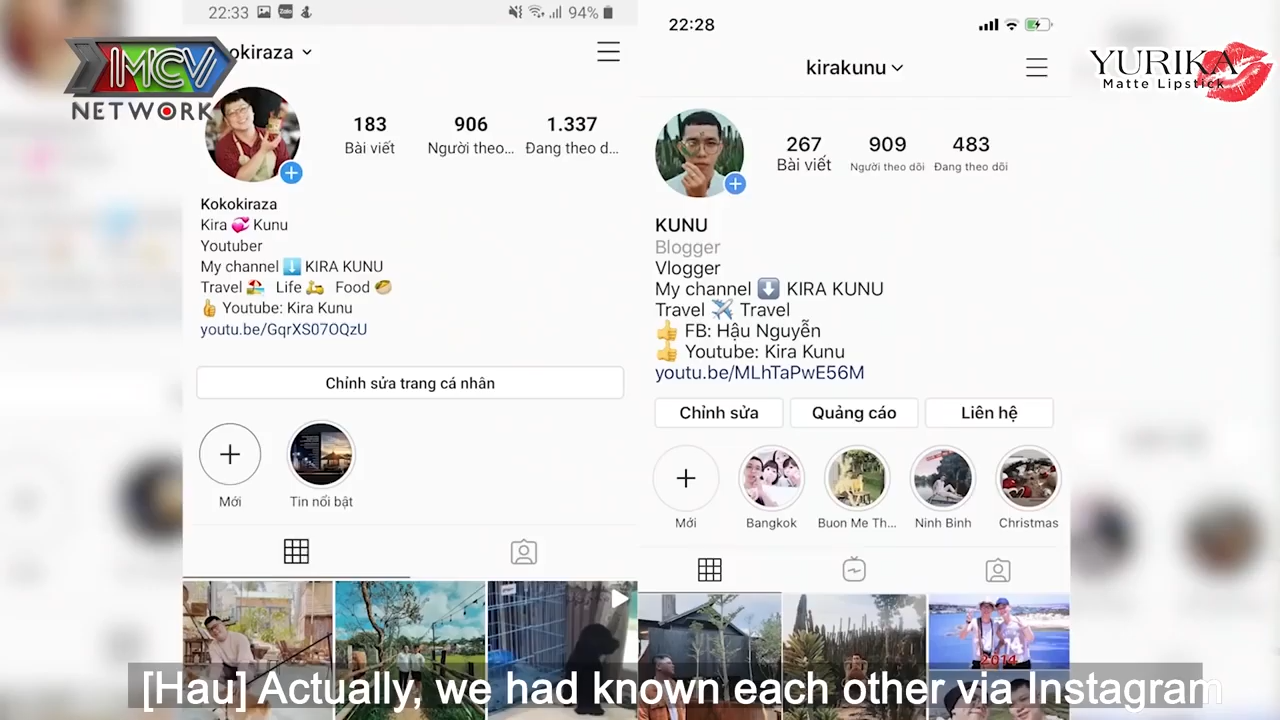 22:33
Zalo
94%
kokiraza
MCV
NETWORK
183
906
1.337
Bài viết
Người theo...
Đang theo d...
Kokokiraza
Kira 💞 Kunu
Youtuber
My channel ⬇️ KIRA KUNU
Travel 🏖️ Life 🛵 Food 🥙
👍 Youtube: Kira Kunu
youtu.be/GqrXS07OQzU
Chỉnh sửa trang cá nhân
Mới
Tin nổi bật
22:28
kirakunu
YURIKA
Matte Lipstick
267
909
483
Bài viết
Người theo dõi
Đang theo dõi
KUNU
Blogger
Vlogger
My channel ⬇️ KIRA KUNU
Travel ✈️ Travel
👍 FB: Hậu Nguyễn
👍 Youtube: Kira Kunu
youtu.be/MLhTaPwE56M
Chỉnh sửa
Quảng cáo
Liên hệ
Mới
Bangkok
Buon Me Th...
Ninh Binh
Christmas
2014
[Hau] Actually, we had known each other via Instagram